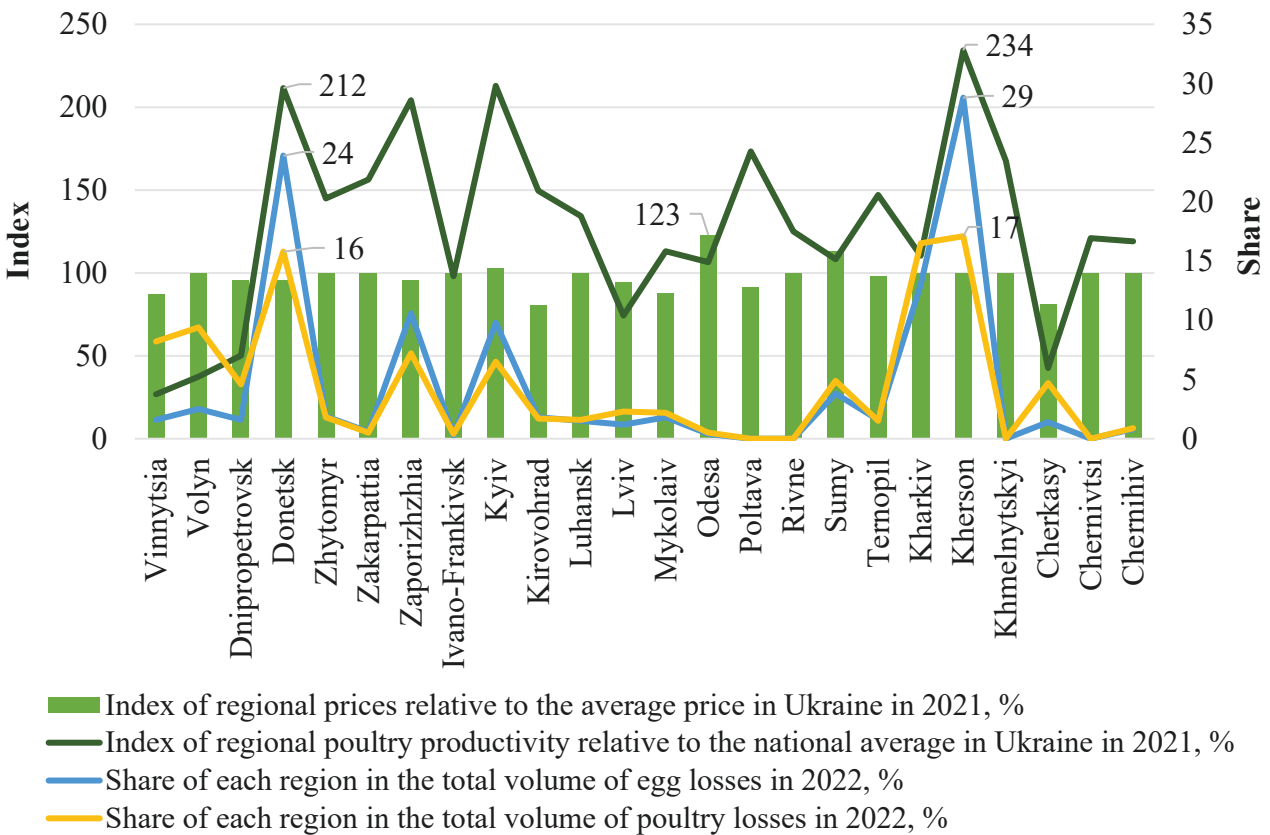 250
200
150
100
50
0
Index
35
30
25
20
15
10
5
0
Share
212
24
16
123
234
29
17
Vinnytsia
Volyn
Dnipropetrovsk
Donetsk
Zhytomyr
Zakarpattia
Zaporizhzhia
Ivano-Frankivsk
Kyiv
Kirovohrad
Luhansk
Lviv
Mykolaiv
Odesa
Poltava
Rivne
Sumy
Ternopil
Kharkiv
Kherson
Khmelnytskyi
Cherkasy
Chernivtsi
Chernihiv
Index of regional prices relative to the average price in Ukraine in 2021, %
Index of regional poultry productivity relative to the national average in Ukraine in 2021, %
Share of each region in the total volume of egg losses in 2022, %
Share of each region in the total volume of poultry losses in 2022, %